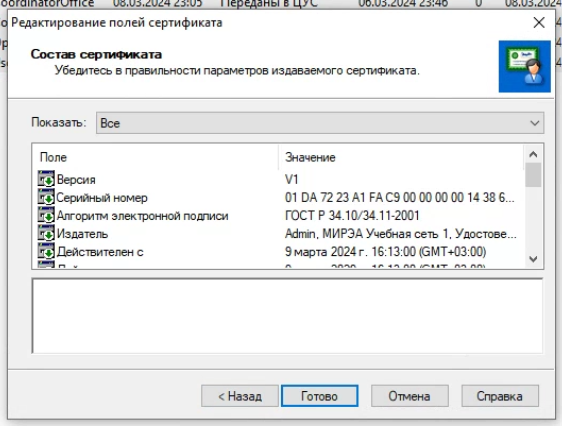 oordinatorOffice 08.03.2024 23:05 Переданы в ЦУС 06.03.2024 23:46 0 08.03.2024
Редактирование полей сертификата
Состав сертификата
Убедитесь в правильности параметров издаваемого сертификата.
Показать: Все
Поле Значение
Версия V1
Серийный номер 01 DA 72 23 A1 FA C9 00 00 00 00 14 38 6...
Алгоритм электронной подписи ГОСТ Р 34.10/34.11-2001
Издатель Admin, МИРЭА Учебная сеть 1, Удостове...
Действителен с 9 марта 2024 г. 16:13:00 (GMT+03:00)
< Назад Готово Отмена Справка